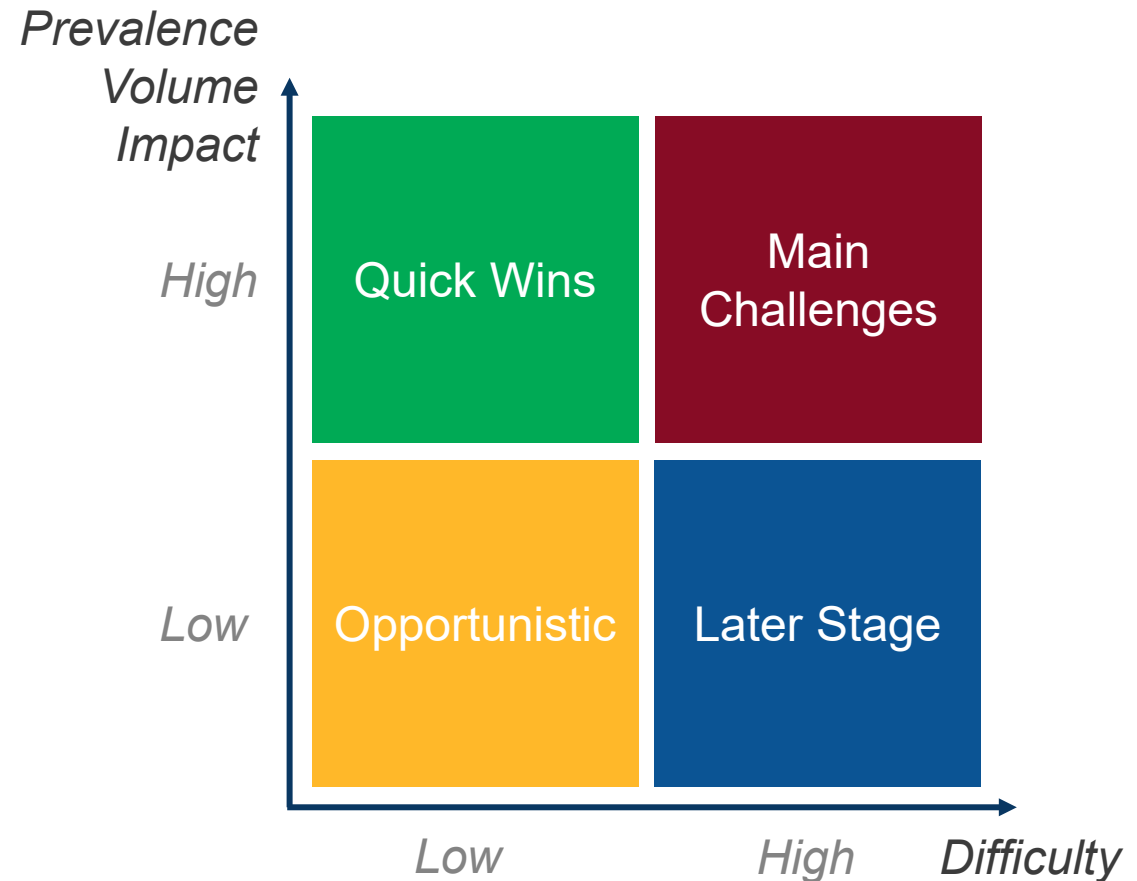 Prevalence
Volume
Impact
High
Quick Wins
Main
Challenges
Low
Opportunistic
Later Stage
Low
High
Difficulty